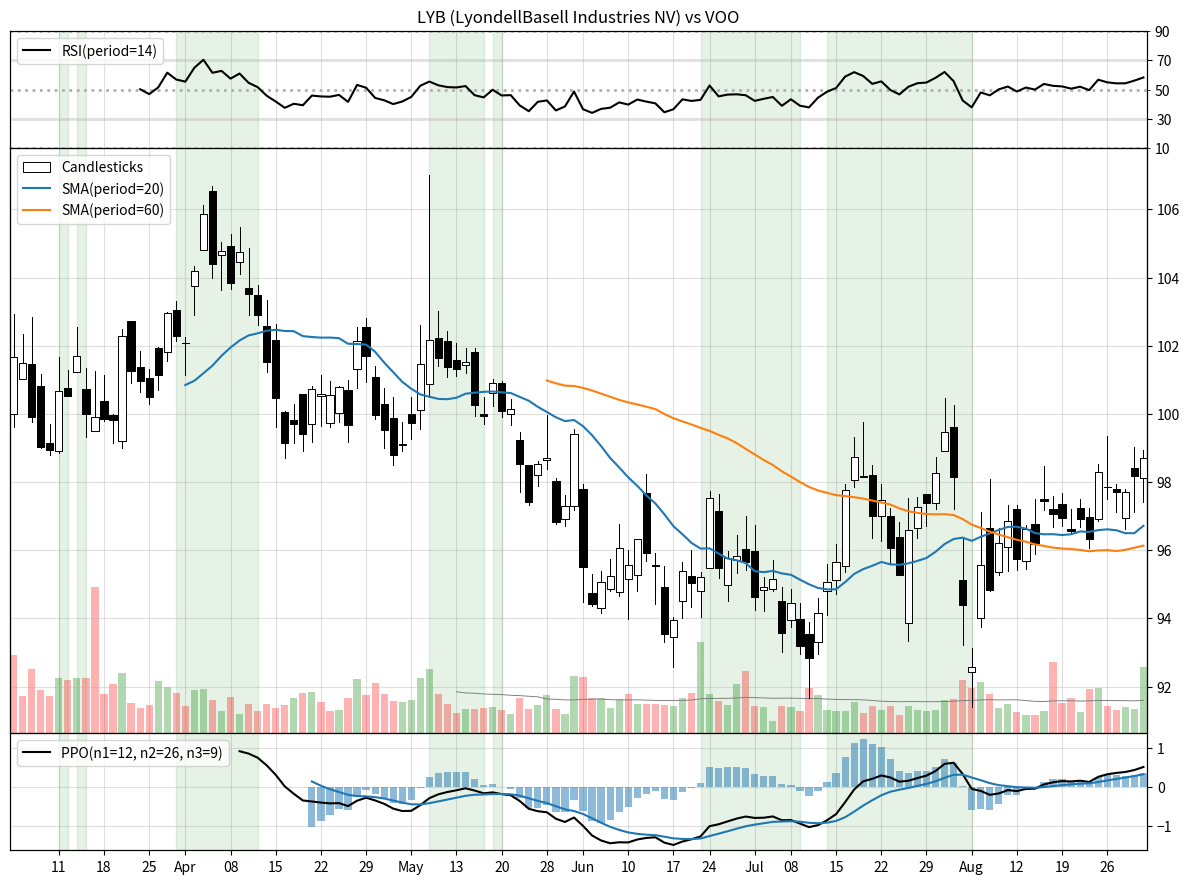 LYB (LyondellBasell Industries NV) vs VOO
RSI(period=14)
90
70
50
30
10
Candlesticks
SMA(period=20)
SMA(period=60)
106
104
102
100
98
96
94
92
PPO(n1=12, n2=26, n3=9)
1
0
−1
11 18 25 Apr 08 15 22 29 May 13 20 28 Jun 10 17 24 Jul 08 15 22 29 Aug 12 19 26